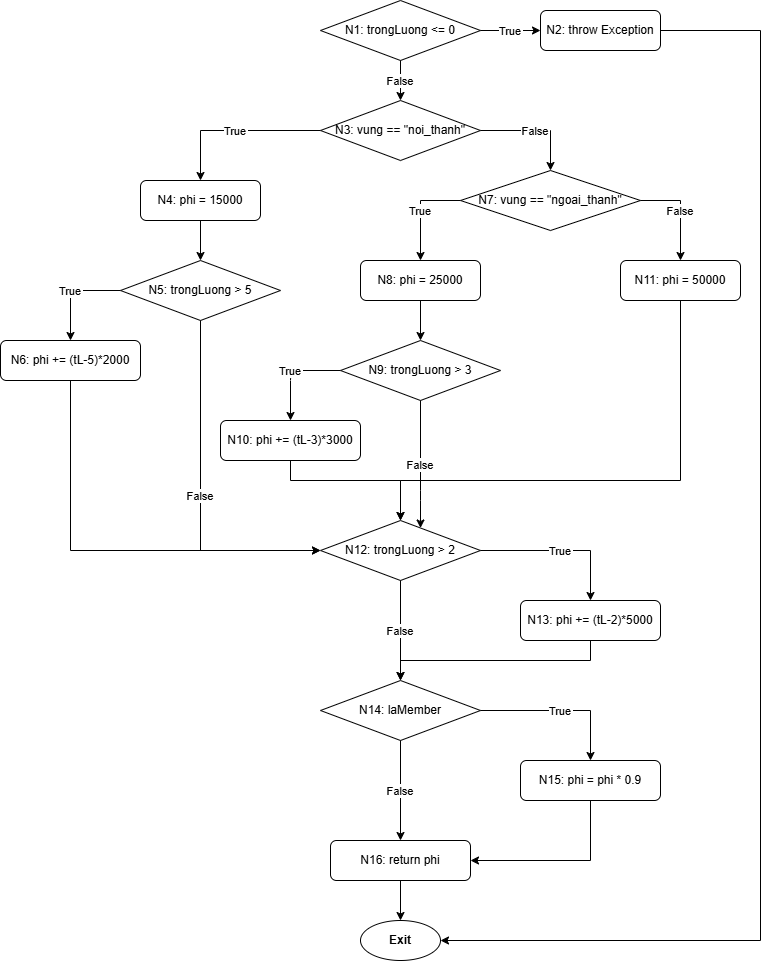 N1: trongLuong <= 0
True
N2: throw Exception
False
N3: vung == "noi_thanh"
True
False
N4: phi = 15000
N7: vung == "ngoai_thanh"
True
False
N5: trongLuong > 5
True
N8: phi = 25000
N11: phi = 50000
N6: phi += (tL-5)*2000
N9: trongLuong > 3
True
N10: phi += (tL-3)*3000
False
False
N12: trongLuong > 2
True
N13: phi += (tL-2)*5000
False
N14: laMember
True
N15: phi = phi * 0.9
False
N16: return phi
Exit